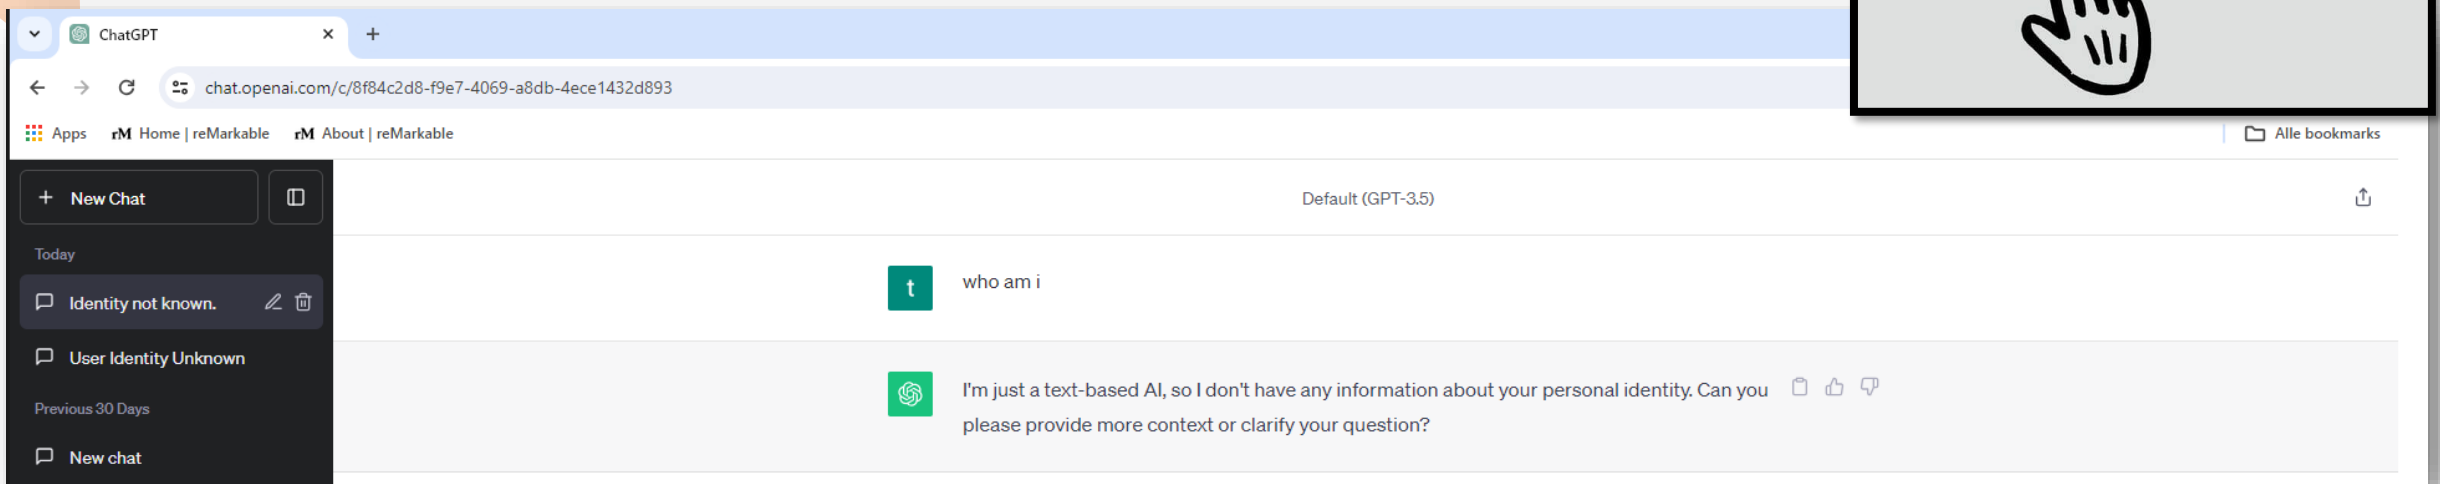 ChatGPT
chat.openai.com/c/8f84c2d8-f9e7-4069-a8db-4ece1432d893
Apps rM Home | reMarkable rM About | reMarkable Alle bookmarks
New Chat
Default (GPT-3.5)
Today
Identity not known.
User Identity Unknown
Previous 30 Days
New chat
t who am i
I'm just a text-based AI, so I don't have any information about your personal identity. Can you
please provide more context or clarify your question?